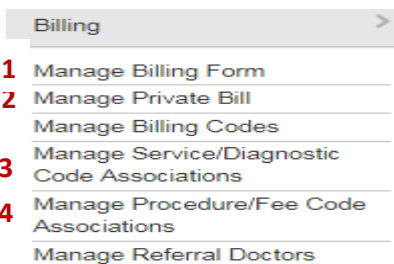 Billing >
1 Manage Billing Form
2 Manage Private Bill
Manage Billing Codes
3 Manage Service/Diagnostic
Code Associations
4 Manage Procedure/Fee Code
Associations
Manage Referral Doctors